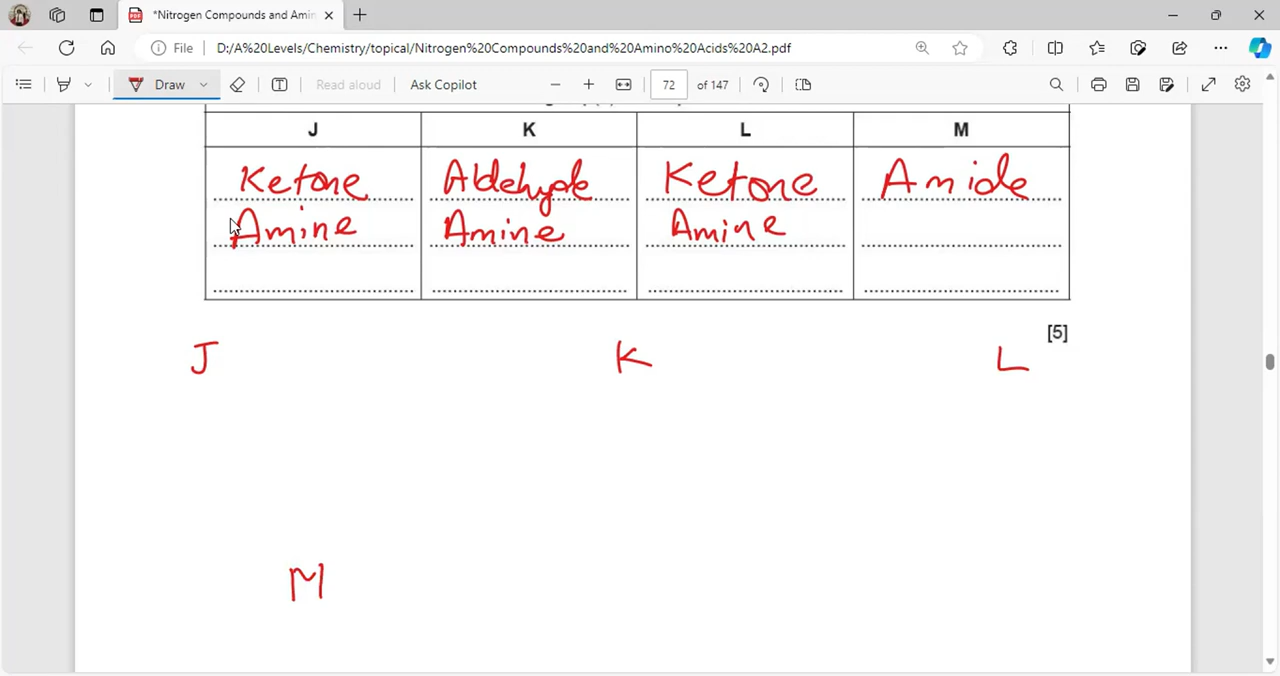 *Nitrogen Compounds and Amin
File
D:/A%20Levels/Chemistry/topical/Nitrogen%20Compounds%20and%20Amino%20Acids%20A2.pdf
Draw
Read aloud
Ask Copilot
72
of 147
J K L M
Ketone Aldehyde Ketone Amide
Amine Amine Amine
[5]
J K L
M